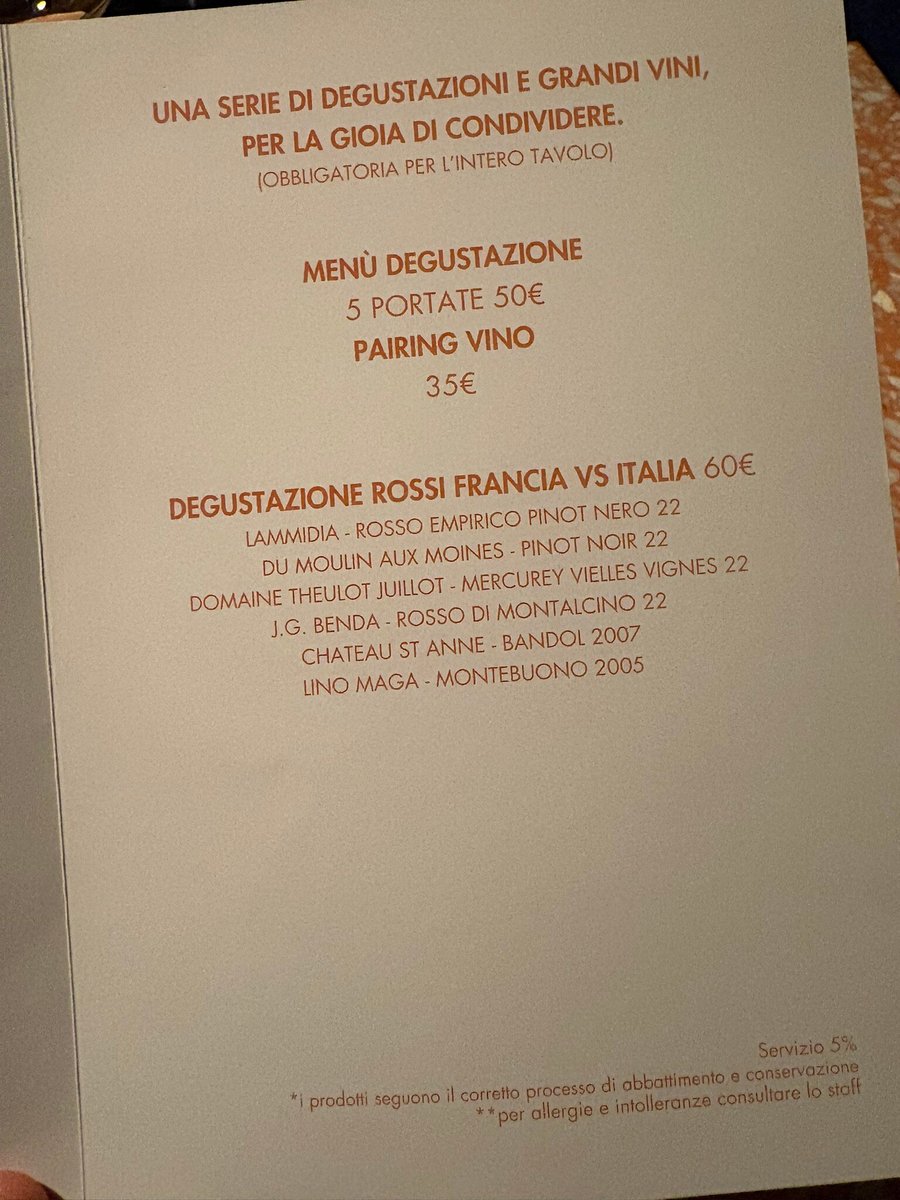 UNA SERIE DI DEGUSTAZIONI E GRANDI VINI,
PER LA GIOIA DI CONDIVIDERE.
(OBBLIGATORIA PER L'INTERO TAVOLO)
MENÙ DEGUSTAZIONE
5 PORTATE 50€
PAIRING VINO
35€
DEGUSTAZIONE ROSSI FRANCIA VS ITALIA 60€
LAMMIDIA - ROSSO EMPIRICO PINOT NERO 22
DU MOULIN AUX MOINES - PINOT NOIR 22
DOMAINE THEULOT JUILLOT - MERCUREY VIELLES VIGNES 22
J.G. BENDA - ROSSO DI MONTALCINO 22
CHATEAU ST ANNE - BANDOL 2007
LINO MAGA - MONTEBUONO 2005
Servizio 5%
*i prodotti seguono il corretto processo di abbattimento e conservazione
**per allergie e intolleranze consultare lo staff